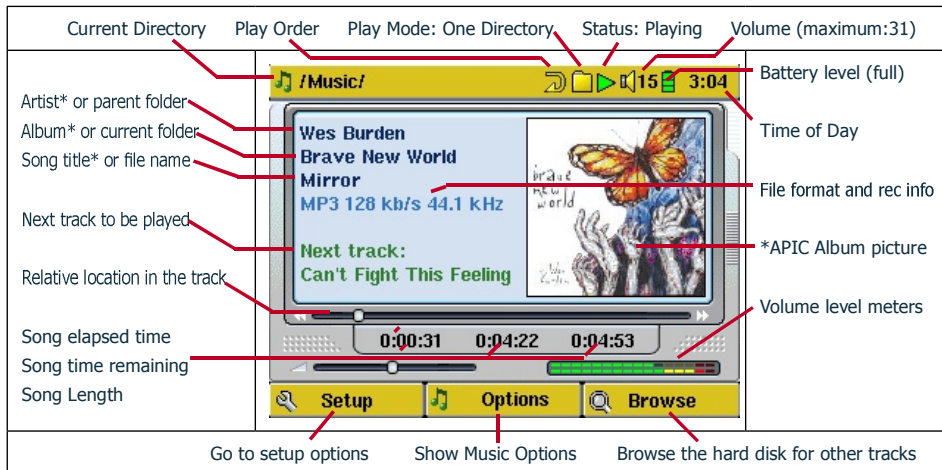 Current Directory Play Order Play Mode: One Directory Status: Playing Volume (maximum:31)
/Music/ 15 3:04
Battery level (full)
Time of Day
Artist* or parent folder
Album* or current folder
Song title* or file name
Next track to be played
Relative location in the track
Song elapsed time
Song time remaining
Song Length
Wes Burden
Brave New World
Mirror
MP3 128 kb/s 44.1 kHz
Next track:
Can't Fight This Feeling
brave
new
world
File format and rec info
*APIC Album picture
Volume level meters
0:00:31 0:04:22 0:04:53
Setup Options Browse
Go to setup options Show Music Options Browse the hard disk for other tracks